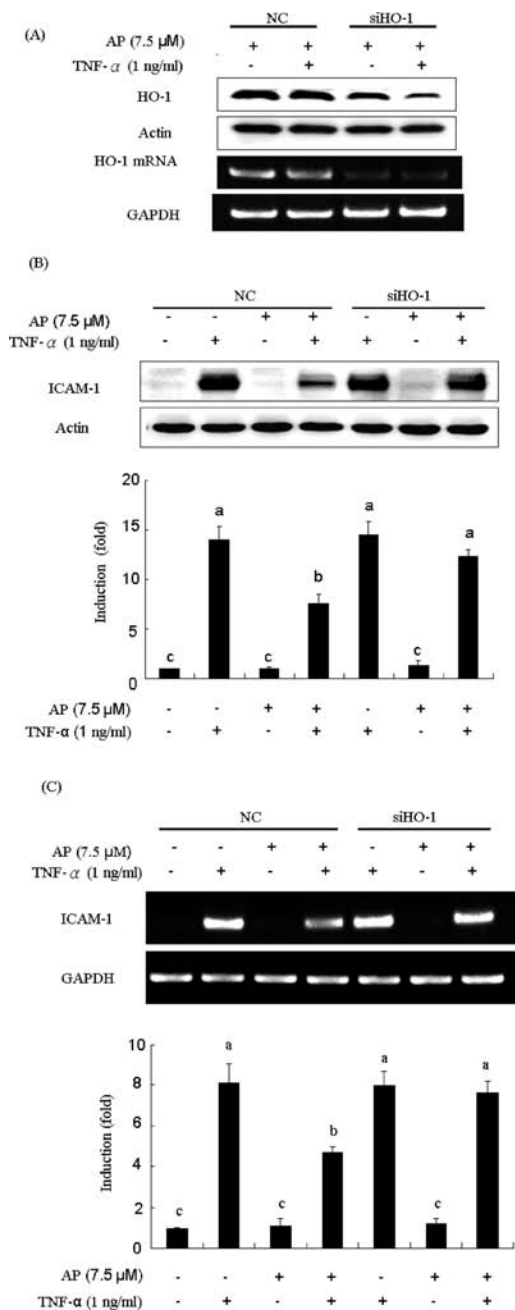 (A)
NC siHO-1
AP (7.5 μM) + + + +
TNF-α (1 ng/ml) - + - +
HO-1
Actin
HO-1 mRNA
GAPDH
(B)
NC siHO-1
AP (7.5 μM) - - + + - + +
TNF-α (1 ng/ml) - + - + + - +
ICAM-1
Actin
Induction (fold)
20
15
10
5
0
c a c b a c a
AP (7.5 μM) - - + + - + +
TNF-α (1 ng/ml) - + - + + - +
(C)
NC siHO-1
AP (7.5 μM) - - + + - + +
TNF-α (1 ng/ml) - + - + + - +
ICAM-1
GAPDH
Induction (fold)
10
8
6
4
2
0
c a c b a c a
AP (7.5 μM) - - + + - + +
TNF-α (1 ng/ml) - + - + + - +